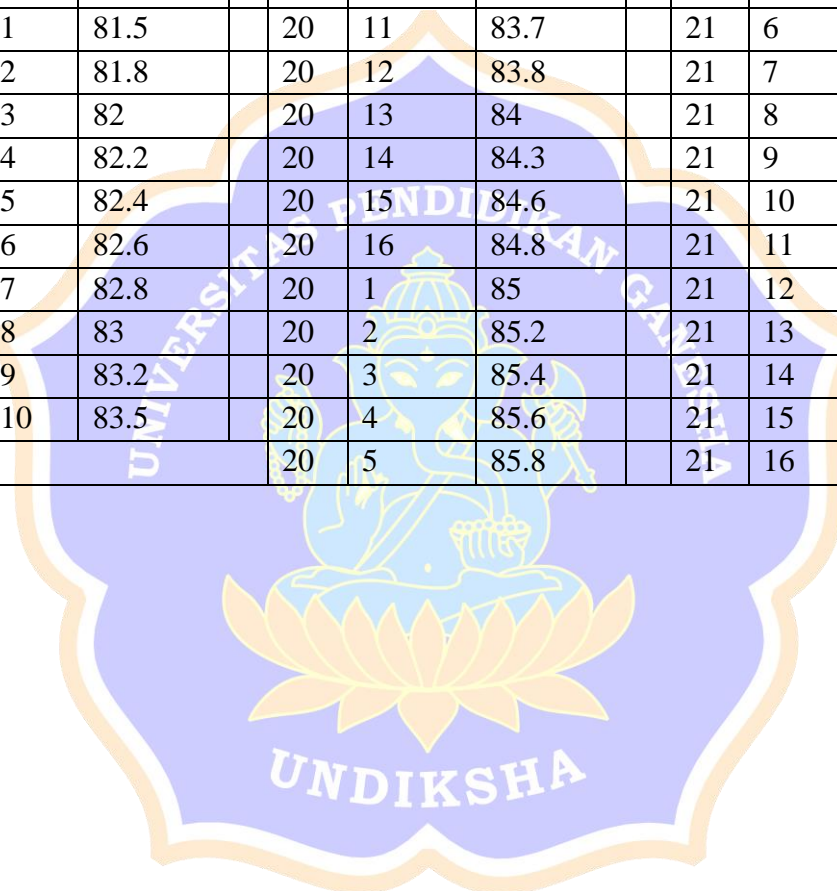 1 81.5 20 11 83.7 21 6
2 81.8 20 12 83.8 21 7
3 82 20 13 84 21 8
4 82.2 20 14 84.3 21 9
5 82.4 20 15 84.6 21 10
6 82.6 20 16 84.8 21 11
7 82.8 20 1 85 21 12
8 83 20 2 85.2 21 13
9 83.2 20 3 85.4 21 14
10 83.5 20 4 85.6 21 15
20 5 85.8 21 16
UNIVERSITAS PENDIDIKAN GANESHA
UNDIKSHA